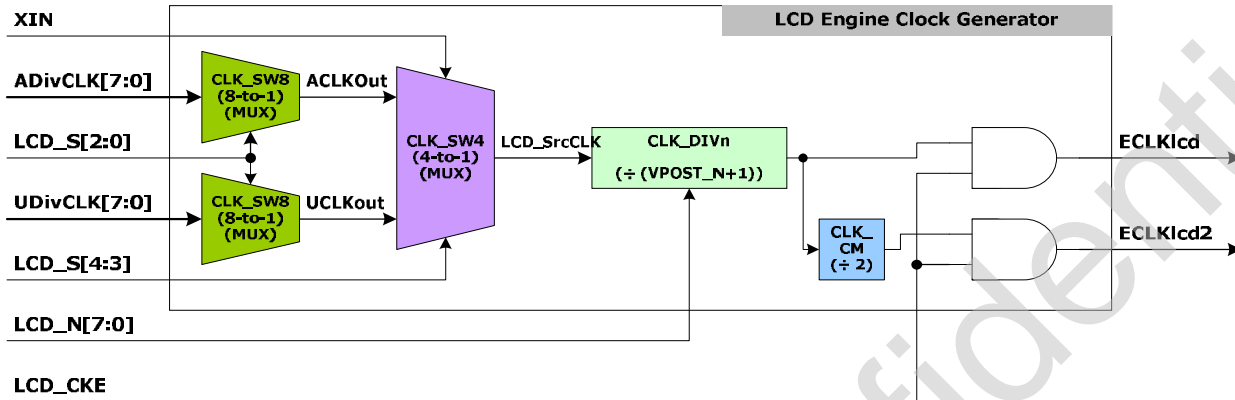 XIN
LCD Engine Clock Generator
ADivCLK[7:0]
CLK_SW8
(8-to-1)
(MUX)
ACLKOut
LCD_S[2:0]
CLK_SW4
(4-to-1)
(MUX)
LCD_SrcCLK
CLK_DIVn
(÷ (VPOST_N+1))
ECLKlcd
UDivCLK[7:0]
CLK_SW8
(8-to-1)
(MUX)
UCLKout
CLK_
CM
(÷ 2)
ECLKlcd2
LCD_S[4:3]
LCD_N[7:0]
LCD_CKE
fidenti